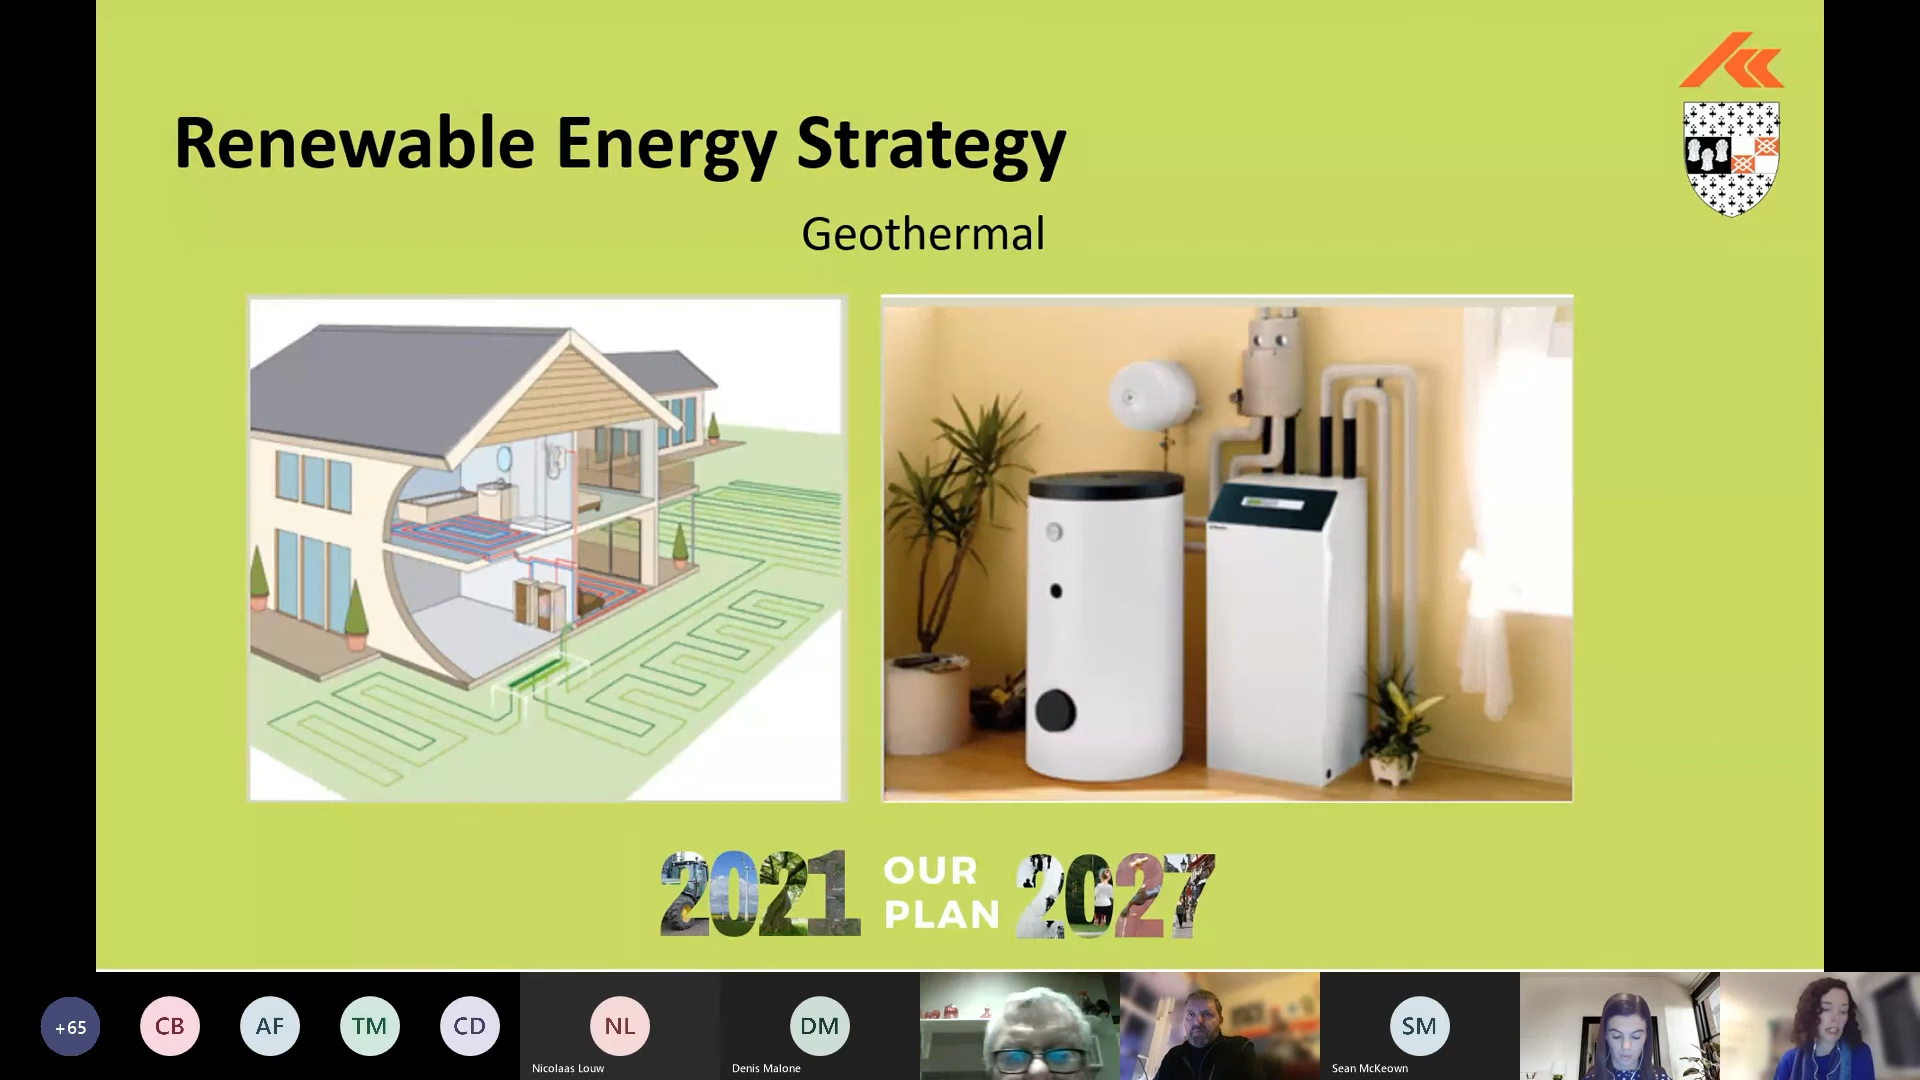 Renewable Energy Strategy
Geothermal
2021 OUR PLAN 2027
+65
CB
AF
TM
CD
NL
Nicolaas Louw
DM
Denis Malone
SM
Sean McKeown